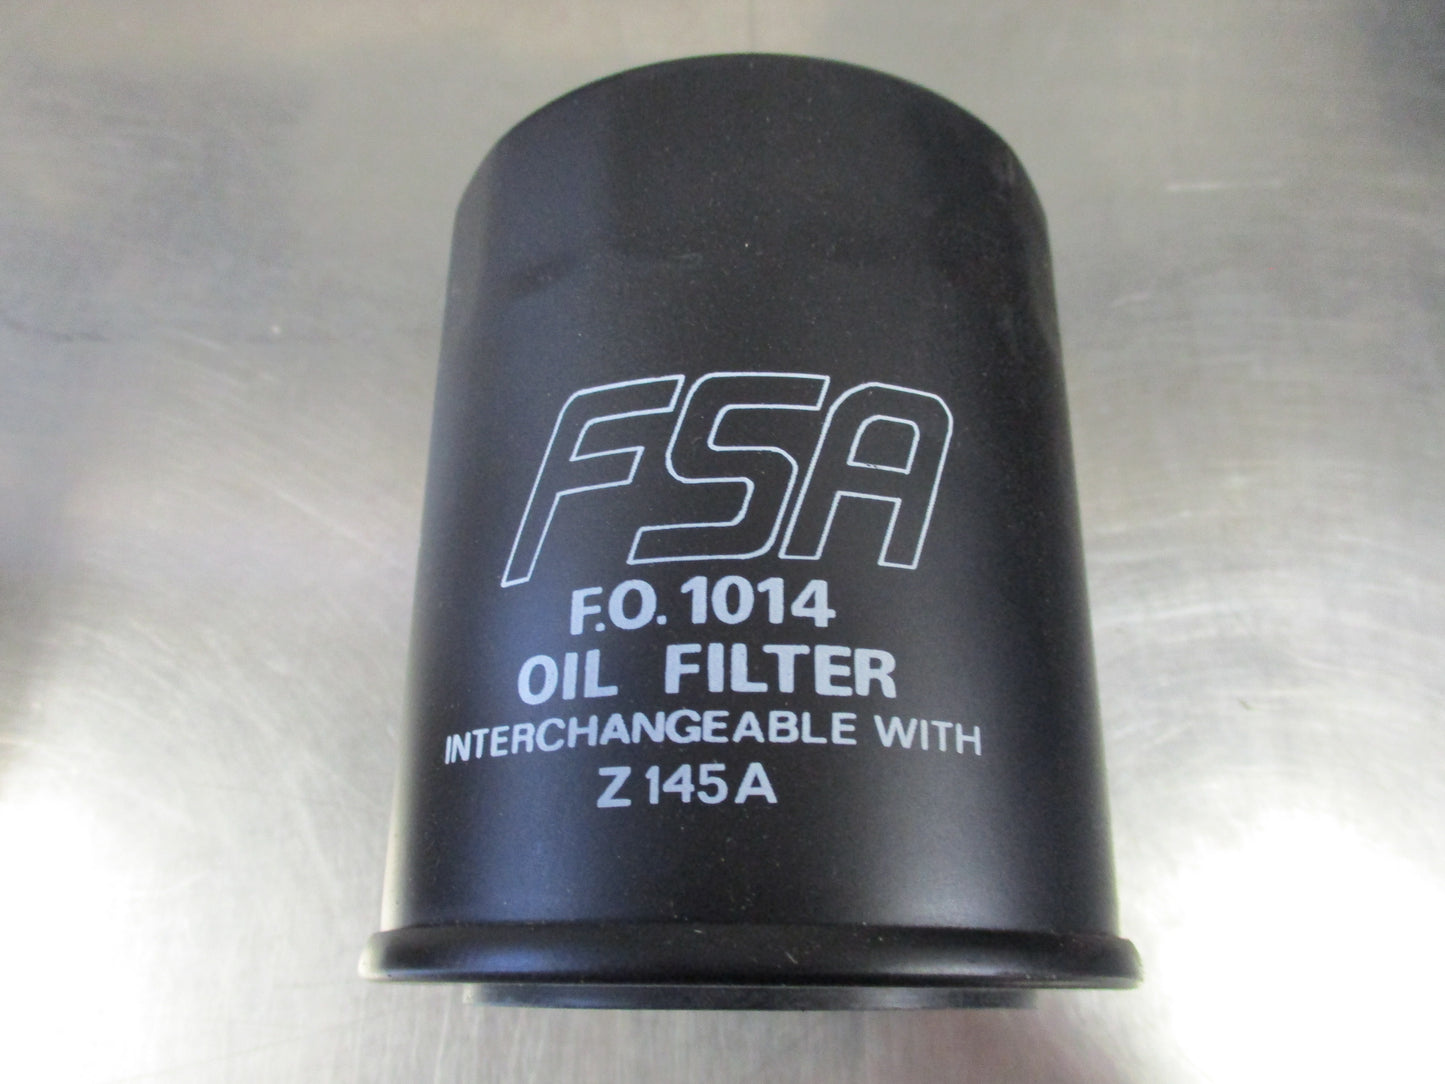 FSA
F.O. 1014
OIL FILTER
INTERCHANGEABLE WITH
Z 145 A